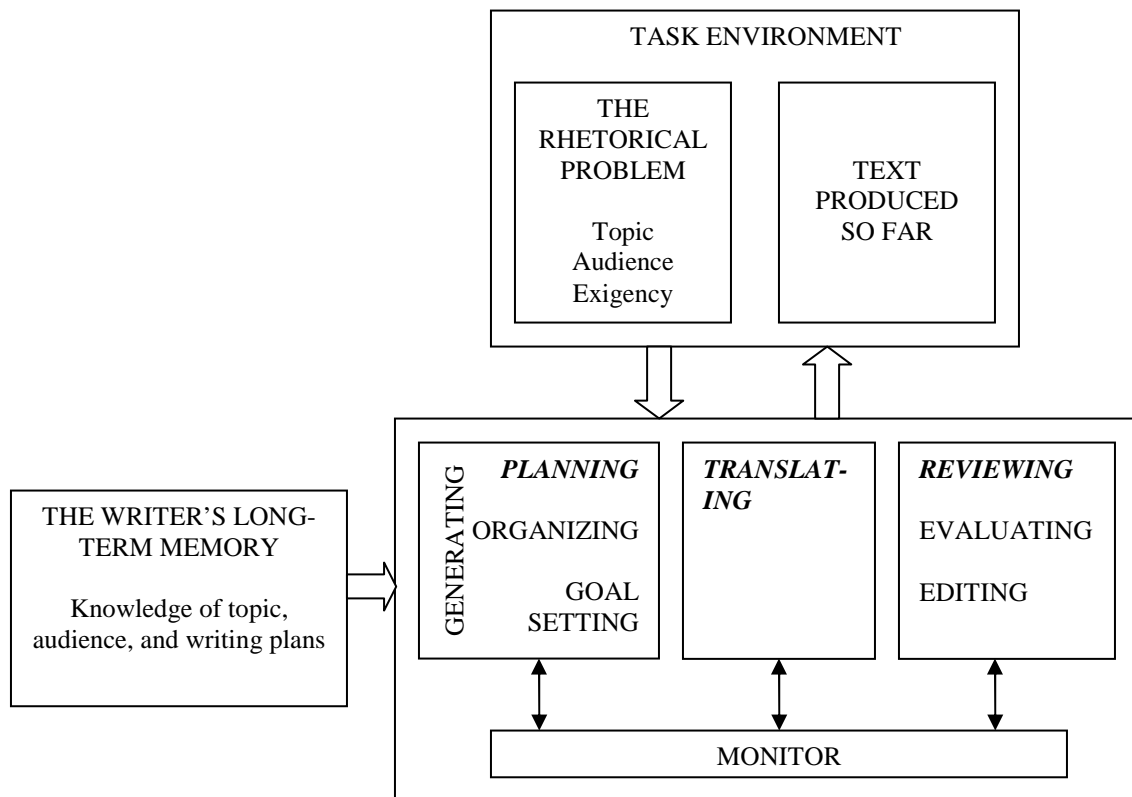 TASK ENVIRONMENT
THE
RHETORICAL
PROBLEM
Topic
Audience
Exigency
TEXT
PRODUCED
SO FAR
THE WRITER'S LONG-
TERM MEMORY
Knowledge of topic,
audience, and writing plans
GENERATING
PLANNING
ORGANIZING
GOAL
SETTING
TRANSLAT-
ING
REVIEWING
EVALUATING
EDITING
MONITOR